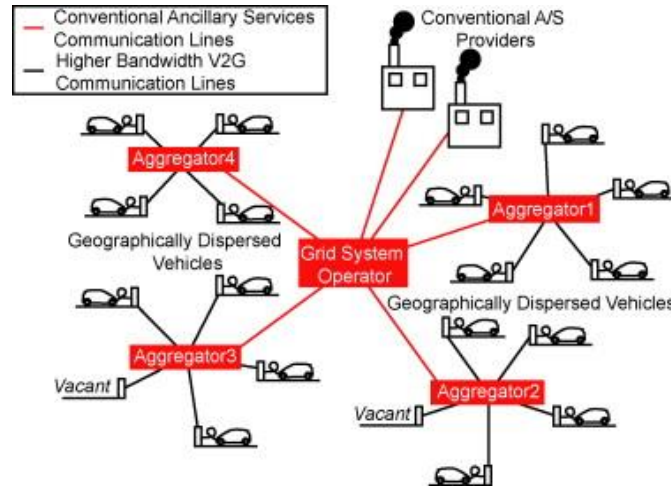 Conventional Ancillary Services
Communication Lines
Higher Bandwidth V2G
Communication Lines
Conventional A/S
Providers
Aggregator4
Aggregator1
Geographically Dispersed
Vehicles
Grid System
Operator
Geographically Dispersed Vehicles
Aggregator3
Vacant
Aggregator2
Vacant